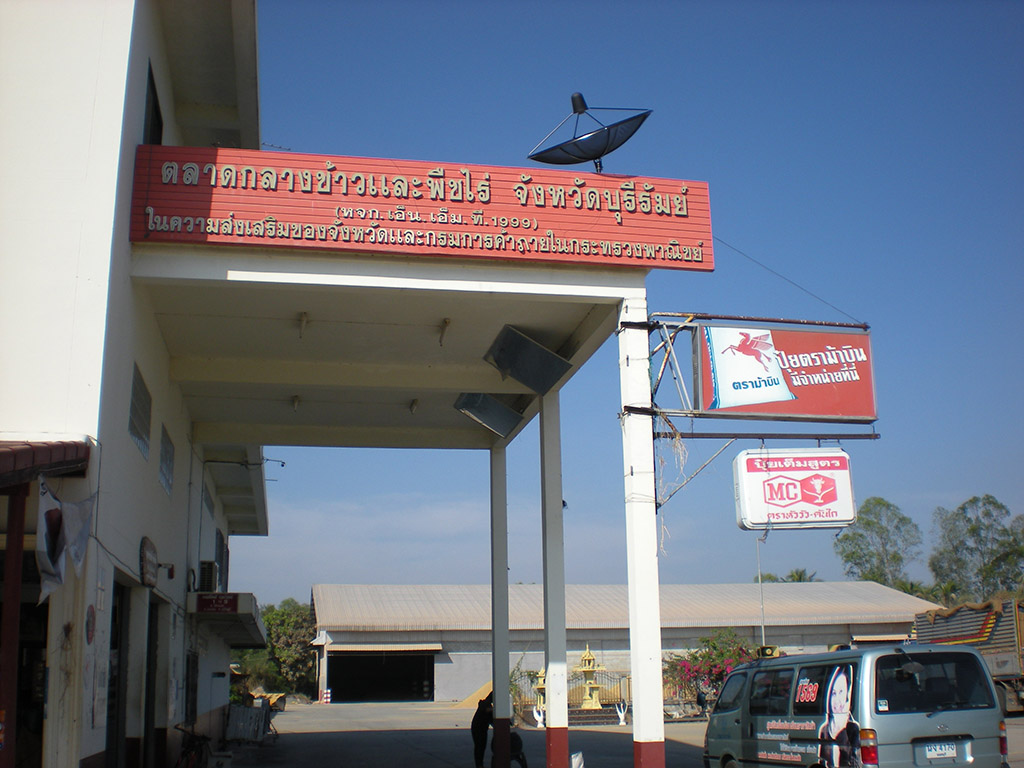 ตลาดกลางข้าวและพืชไร่ จังหวัดบุรีรัมย์
(หจก.เอ็น.เอ็ม.ที.1999)
ในความส่งเสริมของจังหวัดและกรมการค้าภายในกระทรวงพาณิชย์
ปุ๋ยตราม้าบิน
มีจำหน่ายที่นี่
ตราม้าบิน
ปุ๋ยเต็มสูตร
MC
ตราหัววัว-คันไถ